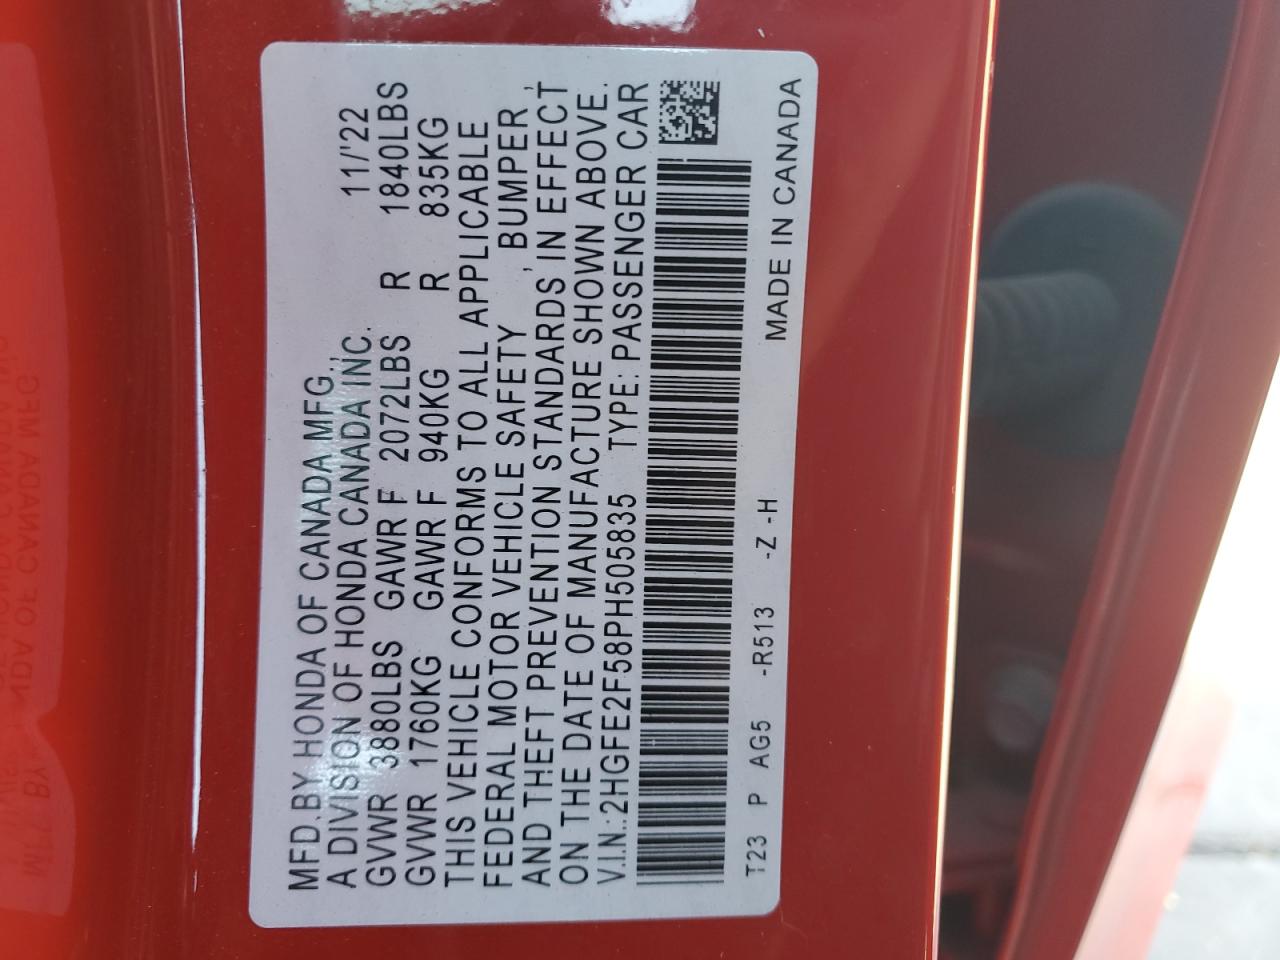 MFD.BY HONDA OF CANADA MFG.,
A DIVISION OF HONDA CANADA INC. 11/'22
GVWR 3880LBS GAWR F 2072LBS R 1840LBS
GVWR 1760KG GAWR F 940KG R 835KG
THIS VEHICLE CONFORMS TO ALL APPLICABLE
FEDERAL MOTOR VEHICLE SAFETY , BUMPER ,
AND THEFT PREVENTION STANDARDS IN EFFECT
ON THE DATE OF MANUFACTURE SHOWN ABOVE.
V.I.N.: 2HGFE2F58PH505835 TYPE: PASSENGER CAR
T23 P AG5 -R513 -Z -H MADE IN CANADA